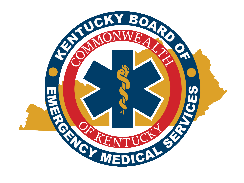 KENTUCKY BOARD OF
EMERGENCY MEDICAL SERVICES
COMMONWEALTH
OF KENTUCKY